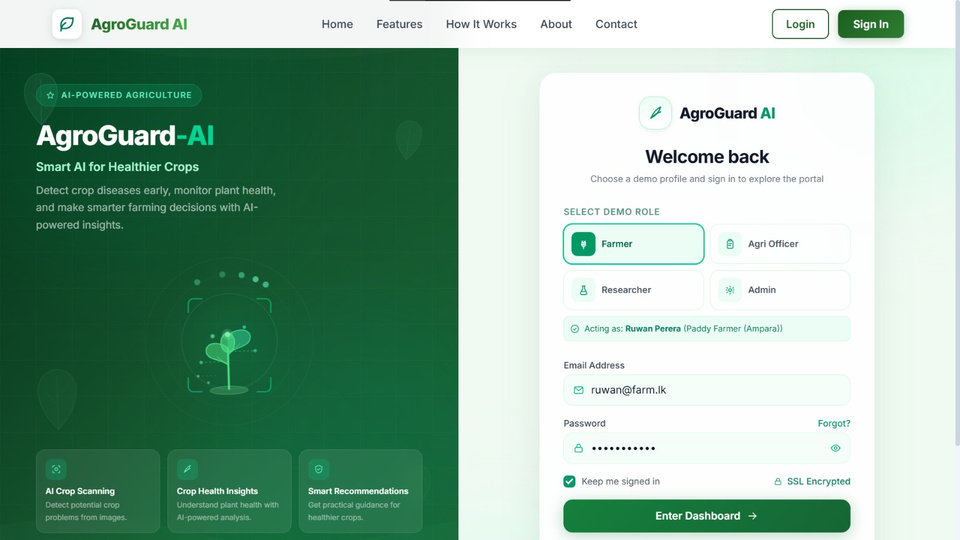 AgroGuard AI
Home
Features
How It Works
About
Contact
Login
Sign In
AI-POWERED AGRICULTURE
AgroGuard-AI
Smart AI for Healthier Crops
Detect crop diseases early, monitor plant health,
and make smarter farming decisions with AI-
powered insights.
AI Crop Scanning
Detect potential crop
problems from images.
Crop Health Insights
Understand plant health with
AI-powered analysis.
Smart Recommendations
Get practical guidance for
healthier crops.
AgroGuard AI
Welcome back
Choose a demo profile and sign in to explore the portal
SELECT DEMO ROLE
Farmer
Agri Officer
Researcher
Admin
Acting as: Ruwan Perera (Paddy Farmer (Ampara))
Email Address
ruwan@farm.lk
Password
Forgot?
•••••••••••
Keep me signed in
SSL Encrypted
Enter Dashboard →